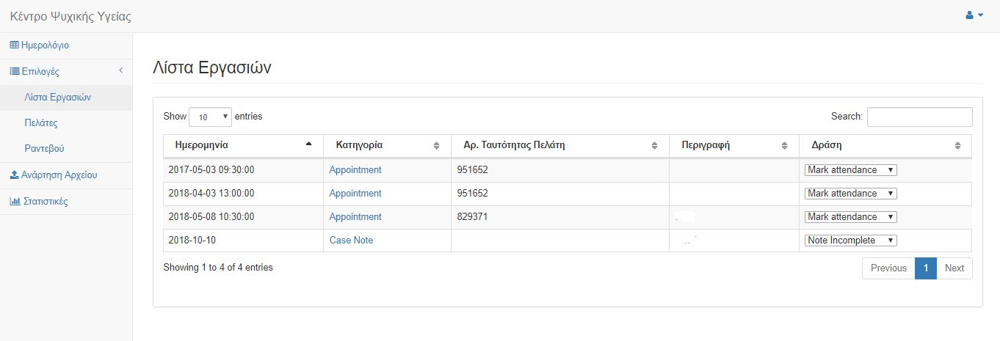 Κέντρο Ψυχικής Υγείας
Ημερολόγιο
Επιλογές
Λίστα Εργασιών
Πελάτες
Ραντεβού
Ανάρτηση Αρχείου
Στατιστικές
Λίστα Εργασιών
Show 10 entries Search:
Ημερομηνία Κατηγορία Αρ. Ταυτότητας Πελάτη Περιγραφή Δράση
2017-05-03 09:30:00 Appointment 951652 Mark attendance
2018-04-03 13:00:00 Appointment 951652 Mark attendance
2018-05-08 10:30:00 Appointment 829371 Mark attendance
2018-10-10 Case Note Note Incomplete
Showing 1 to 4 of 4 entries Previous 1 Next